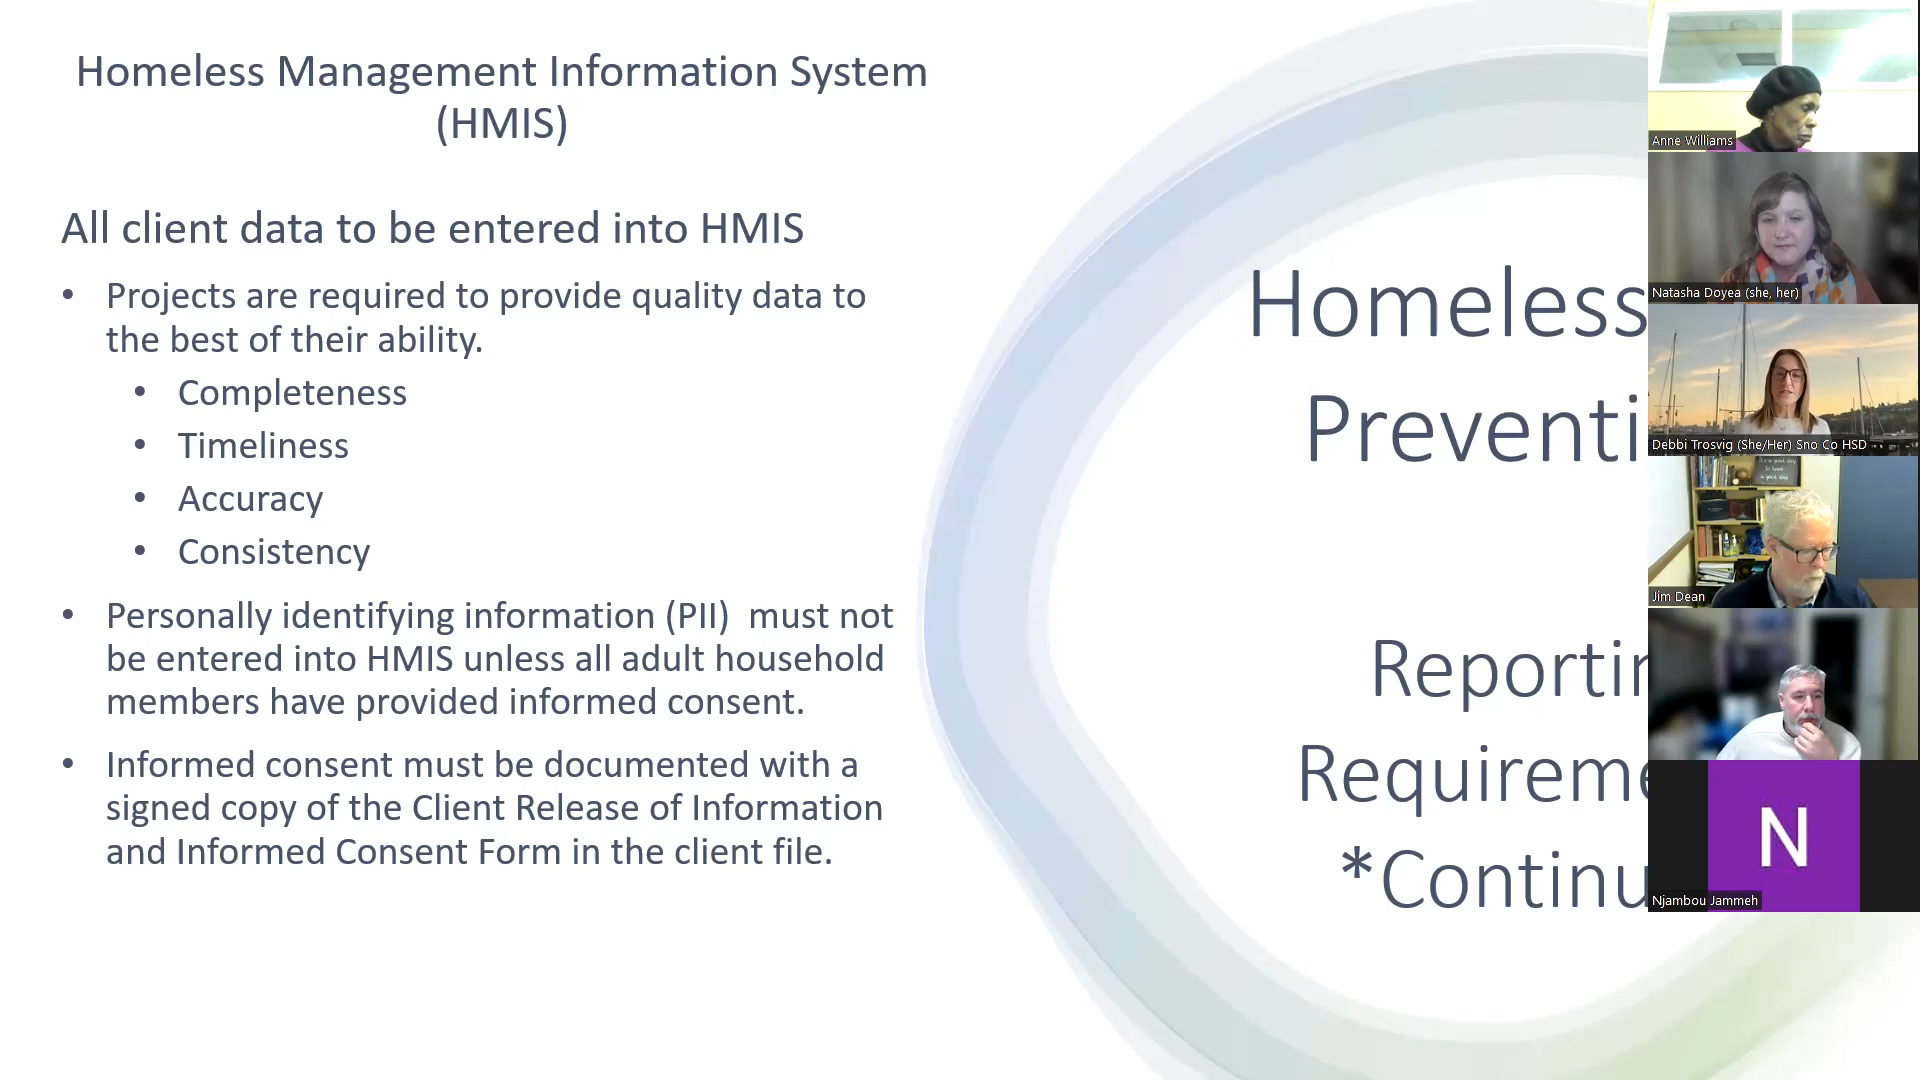 Homeless Management Information System
(HMIS)
All client data to be entered into HMIS
• Projects are required to provide quality data to
the best of their ability.
• Completeness
• Timeliness
• Accuracy
• Consistency
• Personally identifying information (PII)  must not
be entered into HMIS unless all adult household
members have provided informed consent.
• Informed consent must be documented with a
signed copy of the Client Release of Information
and Informed Consent Form in the client file.
Homeless
Preventi
Reportin
Requireme
*Continu
Anne Williams
Natasha Doyea (she, her)
Debbi Trosvig (She/Her) Sno Co HSD
Jim Dean
N
Njambou Jammeh